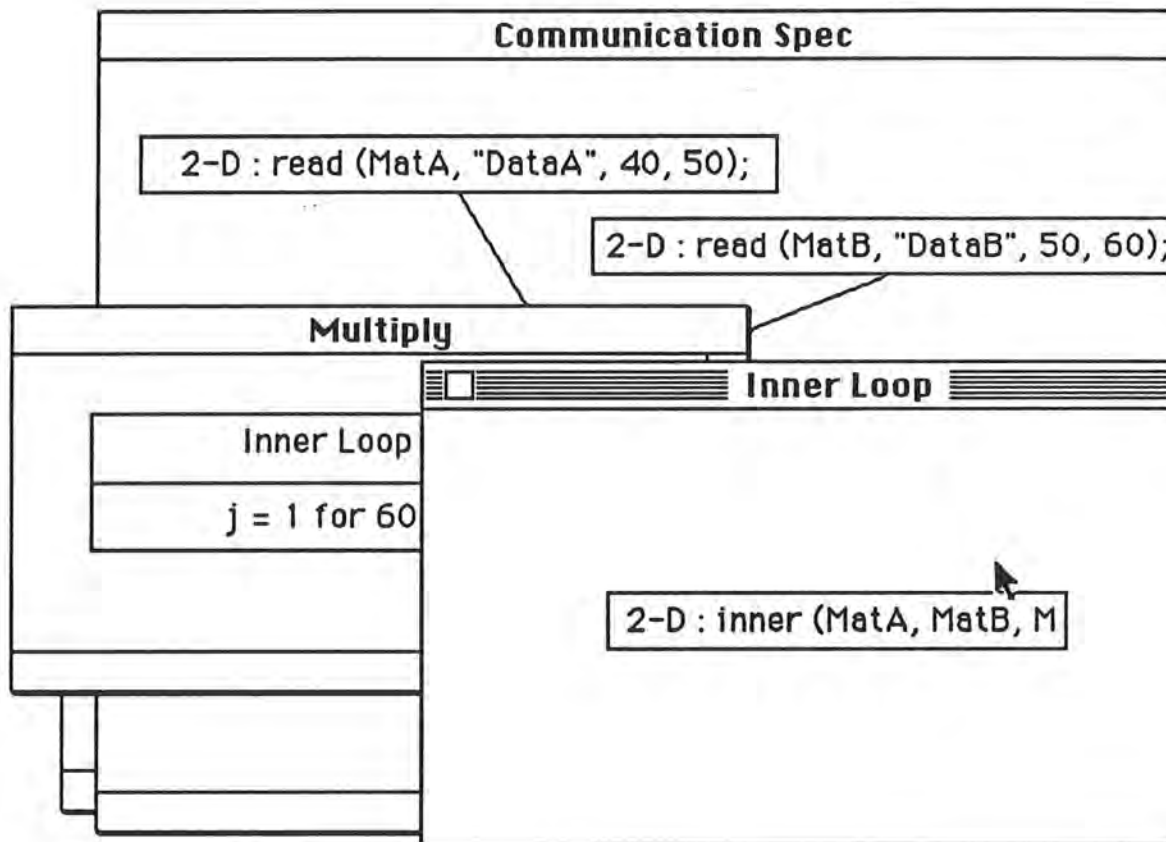 Communication Spec
2-D : read (MatA, "DataA", 40, 50);
2-D : read (MatB, "DataB", 50, 60);
Multiply
Inner Loop
Inner Loop
j = 1 for 60
2-D : inner (MatA, MatB, M